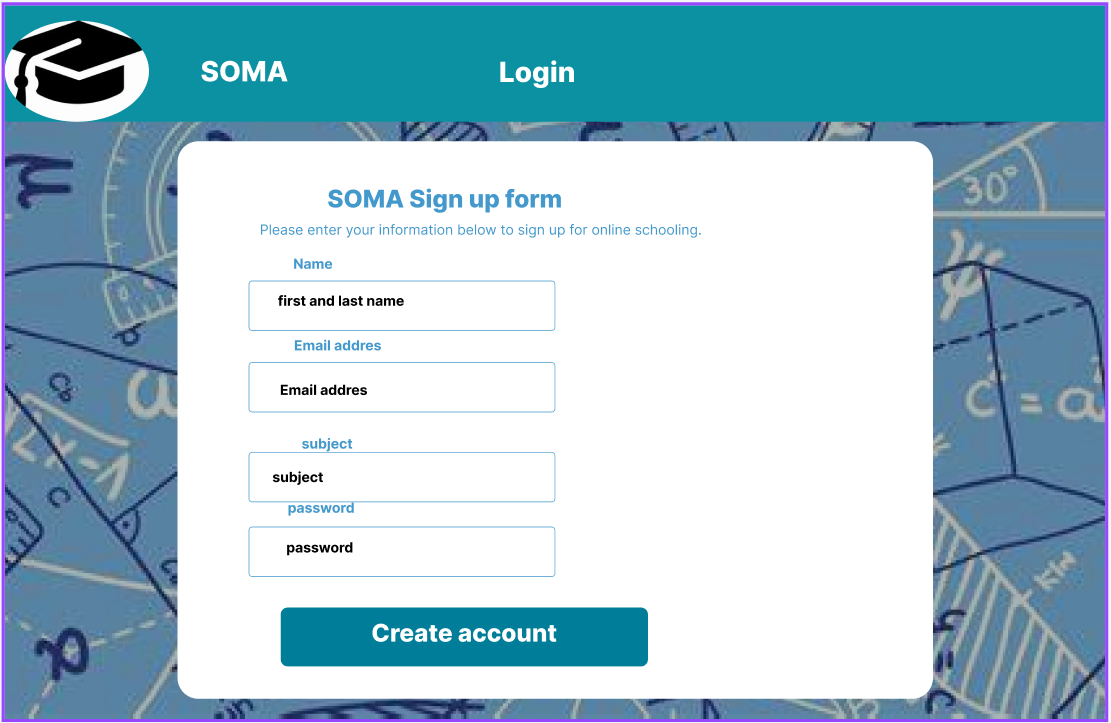 SOMA
Login
SOMA Sign up form
Please enter your information below to sign up for online schooling.
Name
first and last name
Email addres
Email addres
subject
subject
password
password
Create account
30°